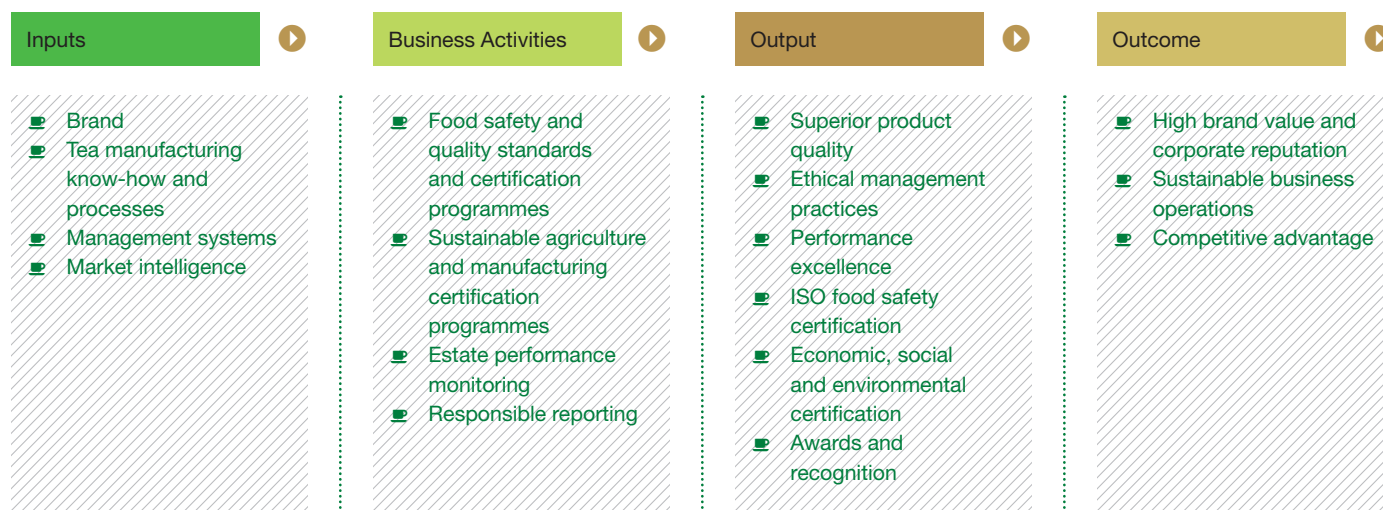 Inputs
Brand
Tea manufacturing
know-how and
processes
Management systems
Market intelligence
Business Activities
Food safety and
quality standards
and certification
programmes
Sustainable agriculture
and manufacturing
certification
programmes
Estate performance
monitoring
Responsible reporting
Output
Superior product
quality
Ethical management
practices
Performance
excellence
ISO food safety
certification
Economic, social
and environmental
certification
Awards and
recognition
Outcome
High brand value and
corporate reputation
Sustainable business
operations
Competitive advantage